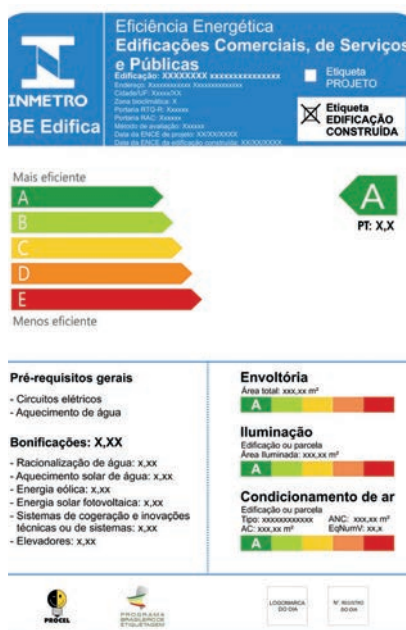 INMETRO
BE Edifica
Eficiência Energética
Edificações Comerciais, de Serviços
e Públicas
Edificação: XXXXXXXX xxxxxxxxxxxxxxx
Endereço: Xxxxxxxxxxxx Xxxxxxxxxxxxxx
Cidade/UF: Xxxxx/XX
Zona bioclimática: X
Portaria RTQ-R: Xxxxxx
Portaria RAC: Xxxxxx
Método de avaliação: Xxxxxx
Data da ENCE de projeto: XX/XX/XXXX
Data da ENCE da edificação construída: XX/XX/XXXX
Etiqueta
PROJETO
Etiqueta
EDIFICAÇÃO
CONSTRUÍDA
Mais eficiente
A
B
C
D
E
Menos eficiente
A
PT: X,X
Pré-requisitos gerais
- Circuitos elétricos
- Aquecimento de água
Bonificações: X,XX
- Racionalização de água: x,xx
- Aquecimento solar de água: x,xx
- Energia eólica: x,xx
- Energia solar fotovoltaica: x,xx
- Sistemas de cogeração e inovações
técnicas ou de sistemas: x,xx
- Elevadores: x,xx
Envoltória
Área total: xxx,xx m²
A
Iluminação
Edificação ou parcela
Área Iluminada: xxx,xx m²
A
Condicionamento de ar
Edificação ou parcela
Tipo: xxxxxxxxxxxx ANC: xxx,xx m²
AC: xxx,xx m² EqNumV: xx,x
A
PROCEL
PROGRAMA
BRASILEIRO DE
ETIQUETAGEM
LOGOMARCA
DO OIA
Nº. REGISTRO
DO OIA